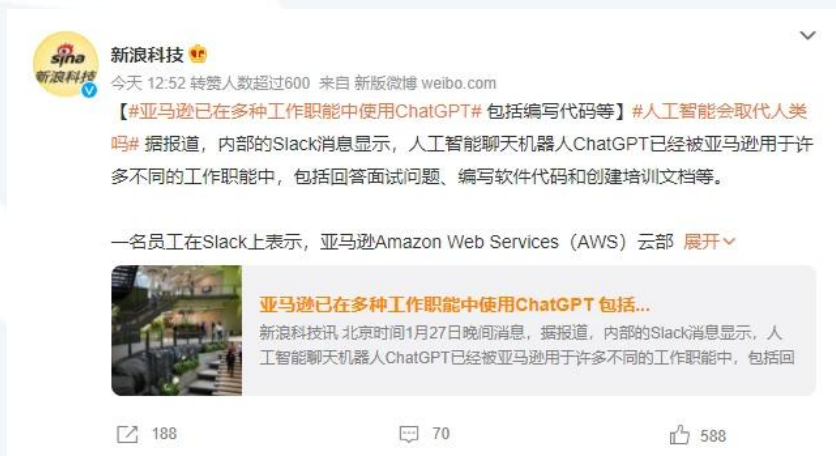 sina
新浪科技
新浪科技
今天 12:52 转赞人数超过600 来自 新版微博 weibo.com
【#亚马逊已在多种工作职能中使用ChatGPT# 包括编写代码等】#人工智能会取代人类
吗# 据报道，内部的Slack消息显示，人工智能聊天机器人ChatGPT已经被亚马逊用于许
多不同的工作职能中，包括回答面试问题、编写软件代码和创建培训文档等。
一名员工在Slack上表示，亚马逊Amazon Web Services（AWS）云部 展开
亚马逊已在多种工作职能中使用ChatGPT 包括...
新浪科技讯 北京时间1月27日晚间消息，据报道，内部的Slack消息显示，人
工智能聊天机器人ChatGPT已经被亚马逊用于许多不同的工作职能中，包括回
188 70 588